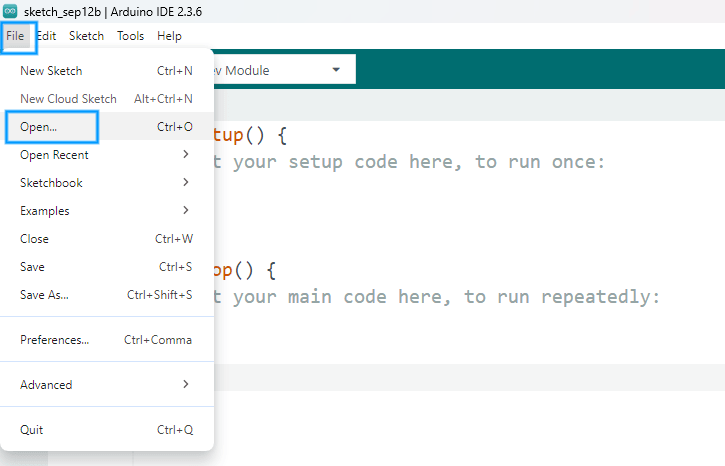 sketch_sep12b | Arduino IDE 2.3.6
File Edit Sketch Tools Help
New Sketch Ctrl+N
ev Module
New Cloud Sketch Alt+Ctrl+N
Open... Ctrl+O
tup() {
Open Recent
t your setup code here, to run once:
Sketchbook
Examples
Close Ctrl+W
Save Ctrl+S
op() {
Save As... Ctrl+Shift+S
t your main code here, to run repeatedly:
Preferences... Ctrl+Comma
Advanced
Quit Ctrl+Q